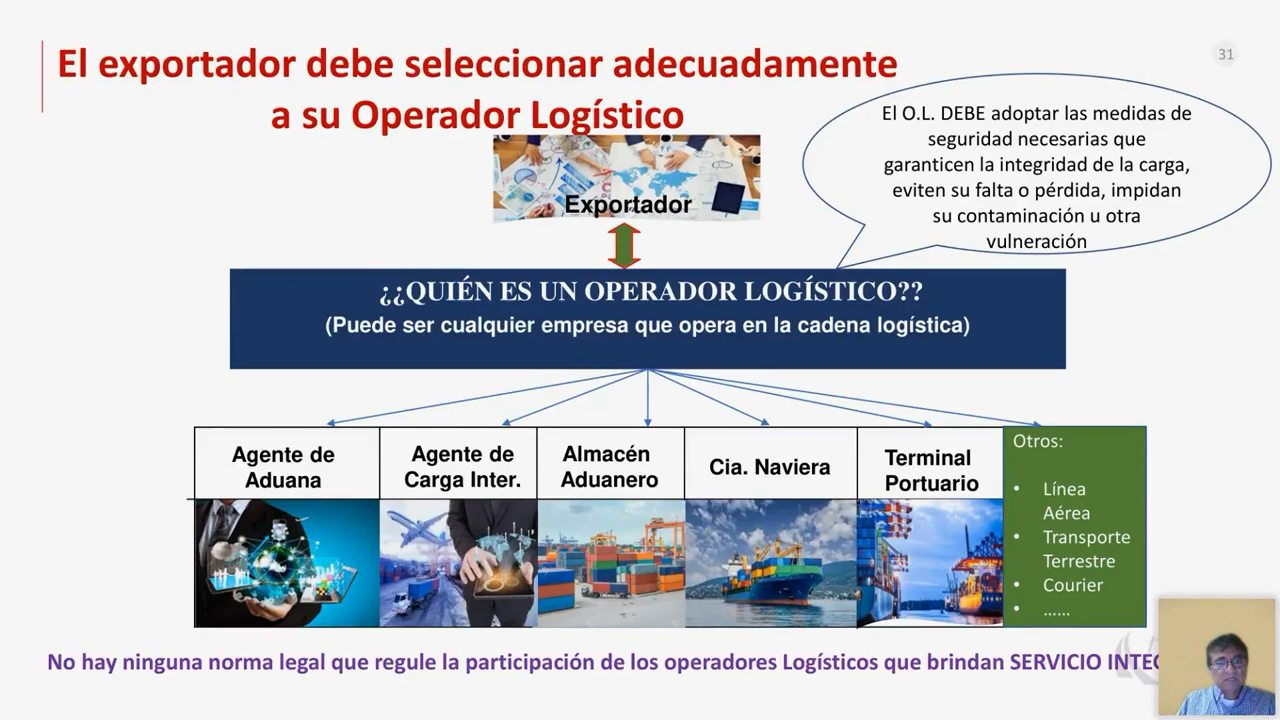 31
El exportador debe seleccionar adecuadamente
a su Operador Logístico
El O.L. DEBE adoptar las medidas de
seguridad necesarias que
garanticen la integridad de la carga,
eviten su falta o pérdida, impidan
su contaminación u otra
vulneración
Exportador
¿¿QUIÉN ES UN OPERADOR LOGÍSTICO??
(Puede ser cualquier empresa que opera en la cadena logística)
Agente de
Aduana
Agente de
Carga Inter.
Almacén
Aduanero
Cia. Naviera
Terminal
Portuario
Otros:
• Línea
Aérea
• Transporte
Terrestre
• Courier
• ......
No hay ninguna norma legal que regule la participación de los operadores Logísticos que brindan SERVICIO